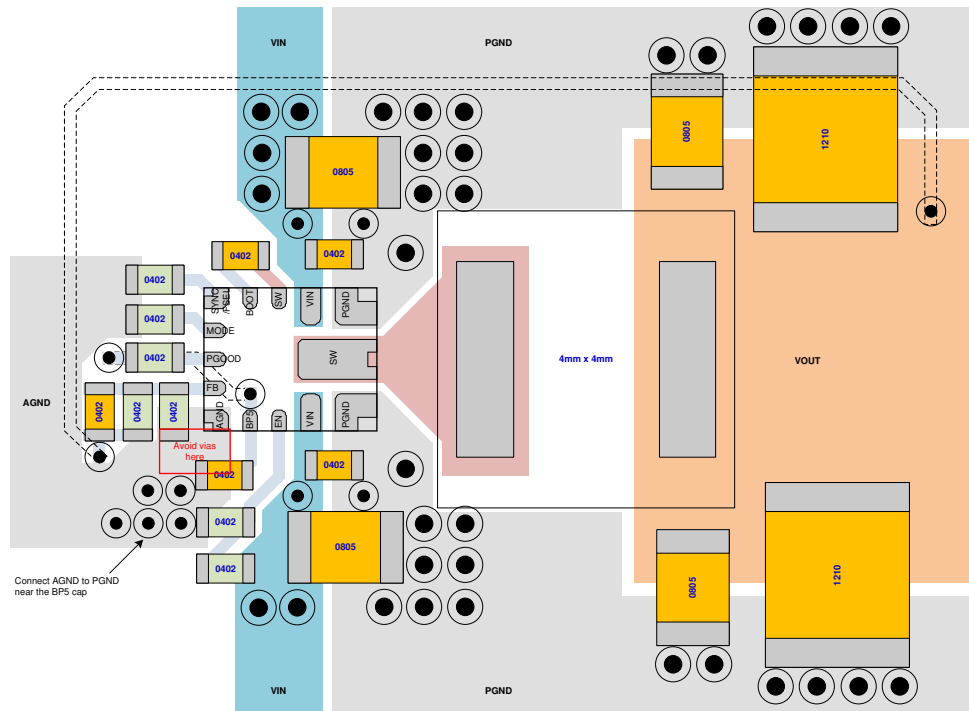 VIN
PGND
0805
1210
0805
0402
0402
0402
SYNC
/PSEL
BOOT
SW
VIN
PGND
0402
MODE
SW
0402
PGOOD
4mm x 4mm
VOUT
FB
AGND
0402
0402
0402
AGND
BP5
EN
VIN
PGND
Avoid vias
here
0402
0402
0402
0805
0402
0805
1210
Connect AGND to PGND
near the BP5 cap
VIN
PGND